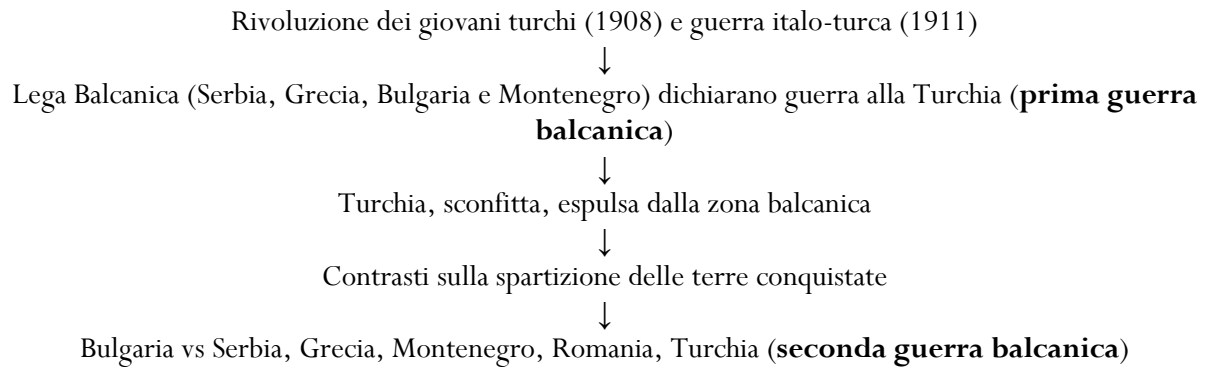 Rivoluzione dei giovani turchi (1908) e guerra italo-turca (1911)
↓
Lega Balcanica (Serbia, Grecia, Bulgaria e Montenegro) dichiarano guerra alla Turchia (prima guerra
balcanica)
↓
Turchia, sconfitta, espulsa dalla zona balcanica
↓
Contrasti sulla spartizione delle terre conquistate
↓
Bulgaria vs Serbia, Grecia, Montenegro, Romania, Turchia (seconda guerra balcanica)